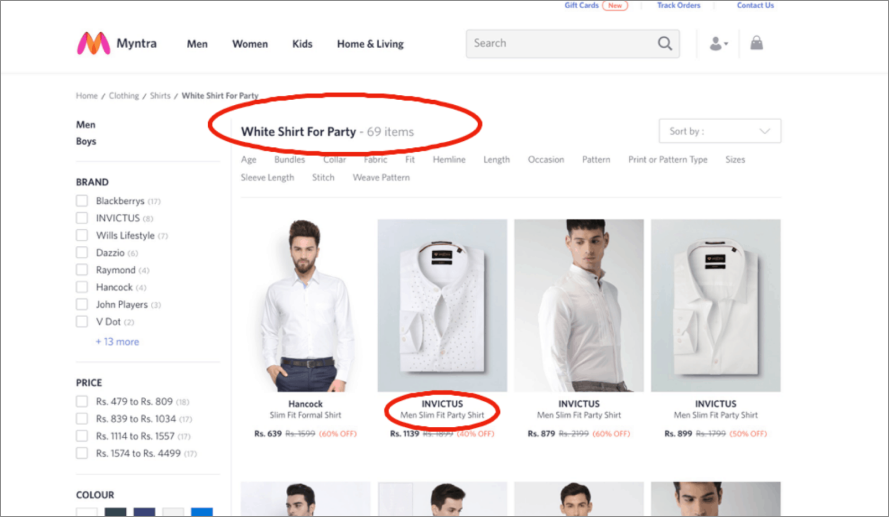 Gift Cards New Track Orders Contact Us
Myntra Men Women Kids Home & Living Search
Home / Clothing / Shirts / White Shirt For Party
Men
Boys
White Shirt For Party - 69 items
Sort by :
Age Bundles Collar Fabric Fit Hemline Length Occasion Pattern Print or Pattern Type Sizes
Sleeve Length Stitch Weave Pattern
BRAND
Blackberrys (17)
INVICTUS (8)
Wills Lifestyle (7)
Dazzio (6)
Raymond (4)
Hancock (4)
John Players (3)
V Dot (2)
+ 13 more
PRICE
Rs. 479 to Rs. 809 (18)
Rs. 839 to Rs. 1034 (17)
Rs. 1114 to Rs. 1557 (17)
Rs. 1574 to Rs. 4499 (17)
COLOUR
Hancock
Slim Fit Formal Shirt
Rs. 639 Rs. 1599 (60% OFF)
INVICTUS
Men Slim Fit Party Shirt
Rs. 1139 Rs. 1899 (40% OFF)
INVICTUS
Men Slim Fit Party Shirt
Rs. 879 Rs. 2199 (60% OFF)
INVICTUS
Men Slim Fit Party Shirt
Rs. 899 Rs. 1799 (50% OFF)